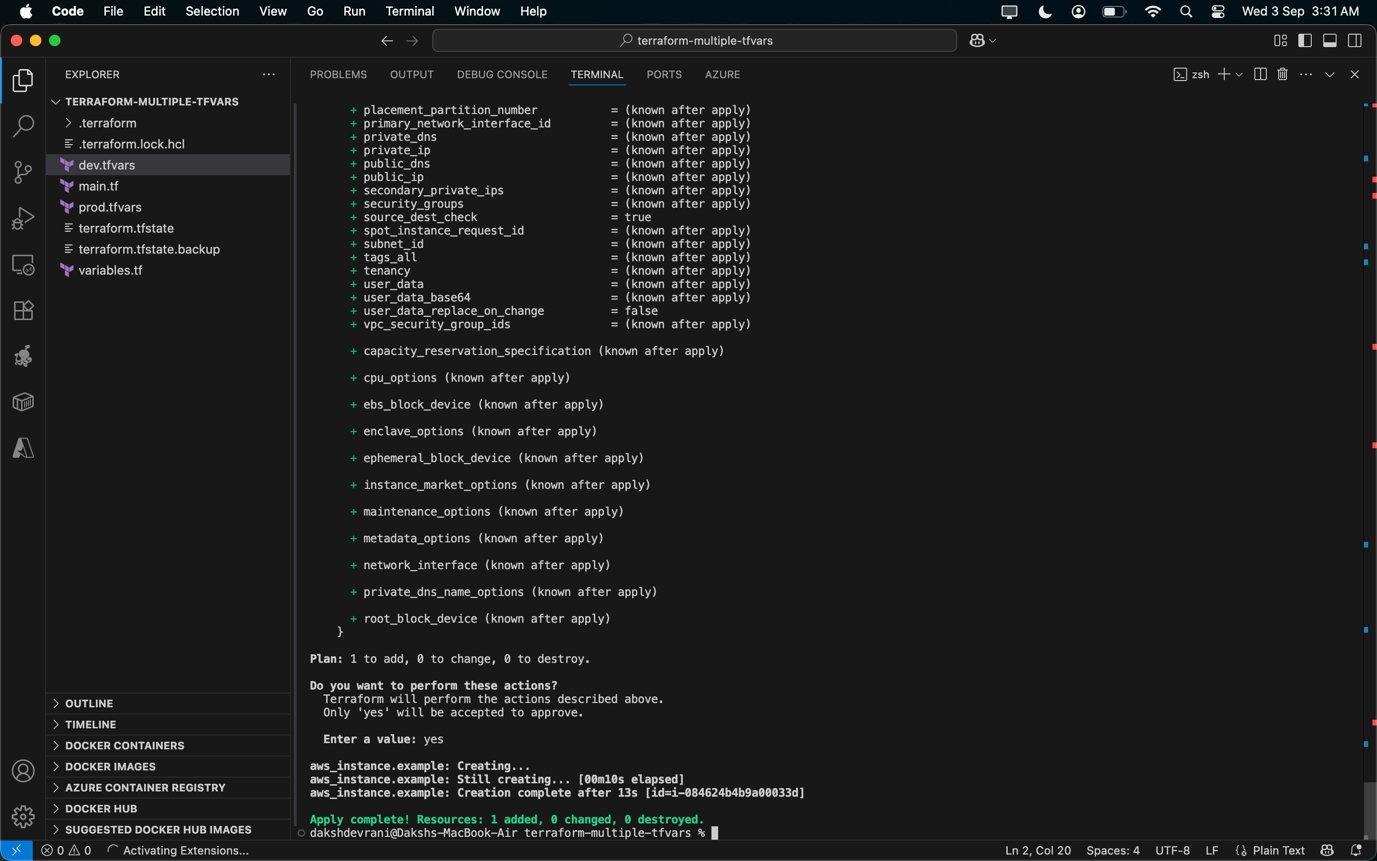 Code File Edit Selection View Go Run Terminal Window Help Wed 3 Sep 3:31 AM
terraform-multiple-tfvars
EXPLORER
TERRAFORM-MULTIPLE-TFVARS
.terraform
.terraform.lock.hcl
dev.tfvars
main.tf
prod.tfvars
terraform.tfstate
terraform.tfstate.backup
variables.tf
OUTLINE
TIMELINE
DOCKER CONTAINERS
DOCKER IMAGES
AZURE CONTAINER REGISTRY
DOCKER HUB
SUGGESTED DOCKER HUB IMAGES
PROBLEMS OUTPUT DEBUG CONSOLE TERMINAL PORTS AZURE zsh
+ placement_partition_number = (known after apply)
+ primary_network_interface_id = (known after apply)
+ private_dns = (known after apply)
+ private_ip = (known after apply)
+ public_dns = (known after apply)
+ public_ip = (known after apply)
+ secondary_private_ips = (known after apply)
+ security_groups = (known after apply)
+ source_dest_check = true
+ spot_instance_request_id = (known after apply)
+ subnet_id = (known after apply)
+ tags_all = (known after apply)
+ tenancy = (known after apply)
+ user_data = (known after apply)
+ user_data_base64 = (known after apply)
+ user_data_replace_on_change = false
+ vpc_security_group_ids = (known after apply)
+ capacity_reservation_specification (known after apply)
+ cpu_options (known after apply)
+ ebs_block_device (known after apply)
+ enclave_options (known after apply)
+ ephemeral_block_device (known after apply)
+ instance_market_options (known after apply)
+ maintenance_options (known after apply)
+ metadata_options (known after apply)
+ network_interface (known after apply)
+ private_dns_name_options (known after apply)
+ root_block_device (known after apply)
}
Plan: 1 to add, 0 to change, 0 to destroy.
Do you want to perform these actions?
Terraform will perform the actions described above.
Only 'yes' will be accepted to approve.
Enter a value: yes
aws_instance.example: Creating...
aws_instance.example: Still creating... [00m10s elapsed]
aws_instance.example: Creation complete after 13s [id=i-084624b4b9a00033d]
Apply complete! Resources: 1 added, 0 changed, 0 destroyed.
dakshdevrani@Dakshs-MacBook-Air terraform-multiple-tfvars %
0 0 Activating Extensions... Ln 2, Col 20 Spaces: 4 UTF-8 LF {} Plain Text